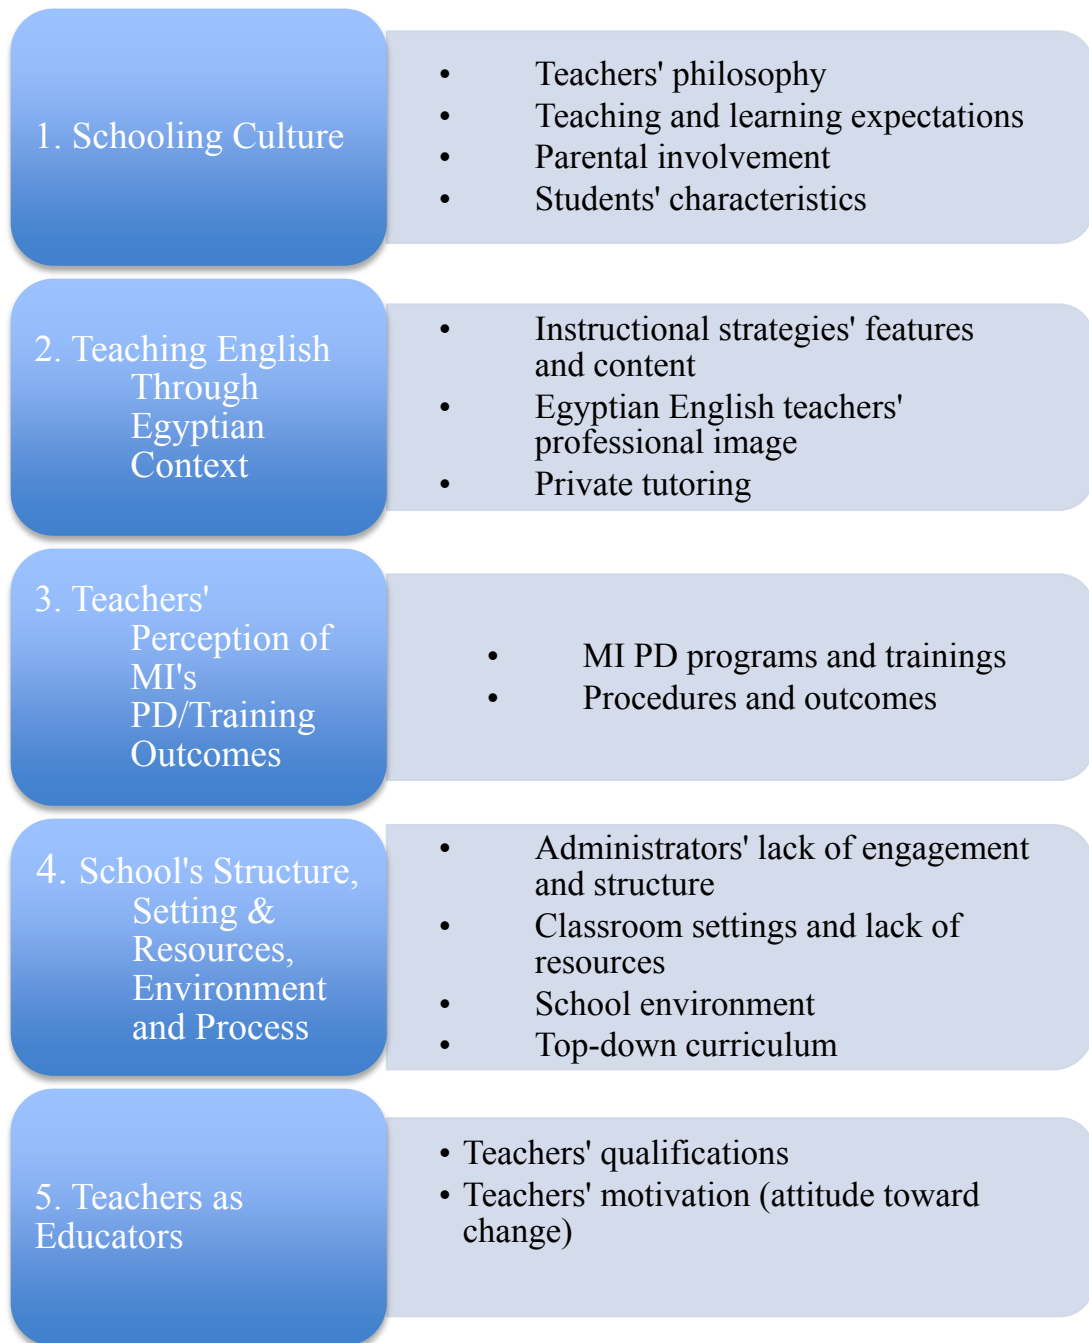 1. Schooling Culture
• Teachers' philosophy
• Teaching and learning expectations
• Parental involvement
• Students' characteristics
2. Teaching English
Through
Egyptian
Context
• Instructional strategies' features
and content
• Egyptian English teachers'
professional image
• Private tutoring
3. Teachers'
Perception of
MI's
PD/Training
Outcomes
• MI PD programs and trainings
• Procedures and outcomes
4. School's Structure,
Setting &
Resources,
Environment
and Process
• Administrators' lack of engagement
and structure
• Classroom settings and lack of
resources
• School environment
• Top-down curriculum
5. Teachers as
Educators
• Teachers' qualifications
• Teachers' motivation (attitude toward
change)